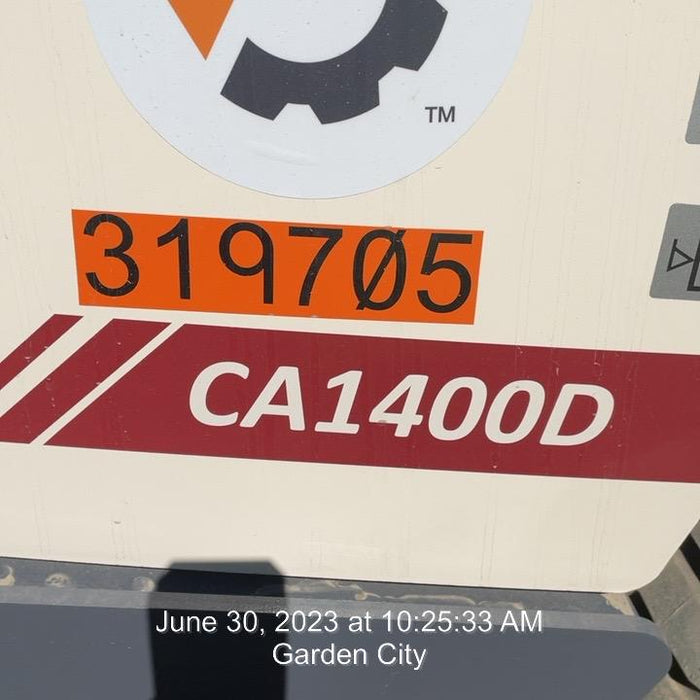 TM
319705
CA1400D
June 30, 2023 at 10:25:33 AM
Garden City